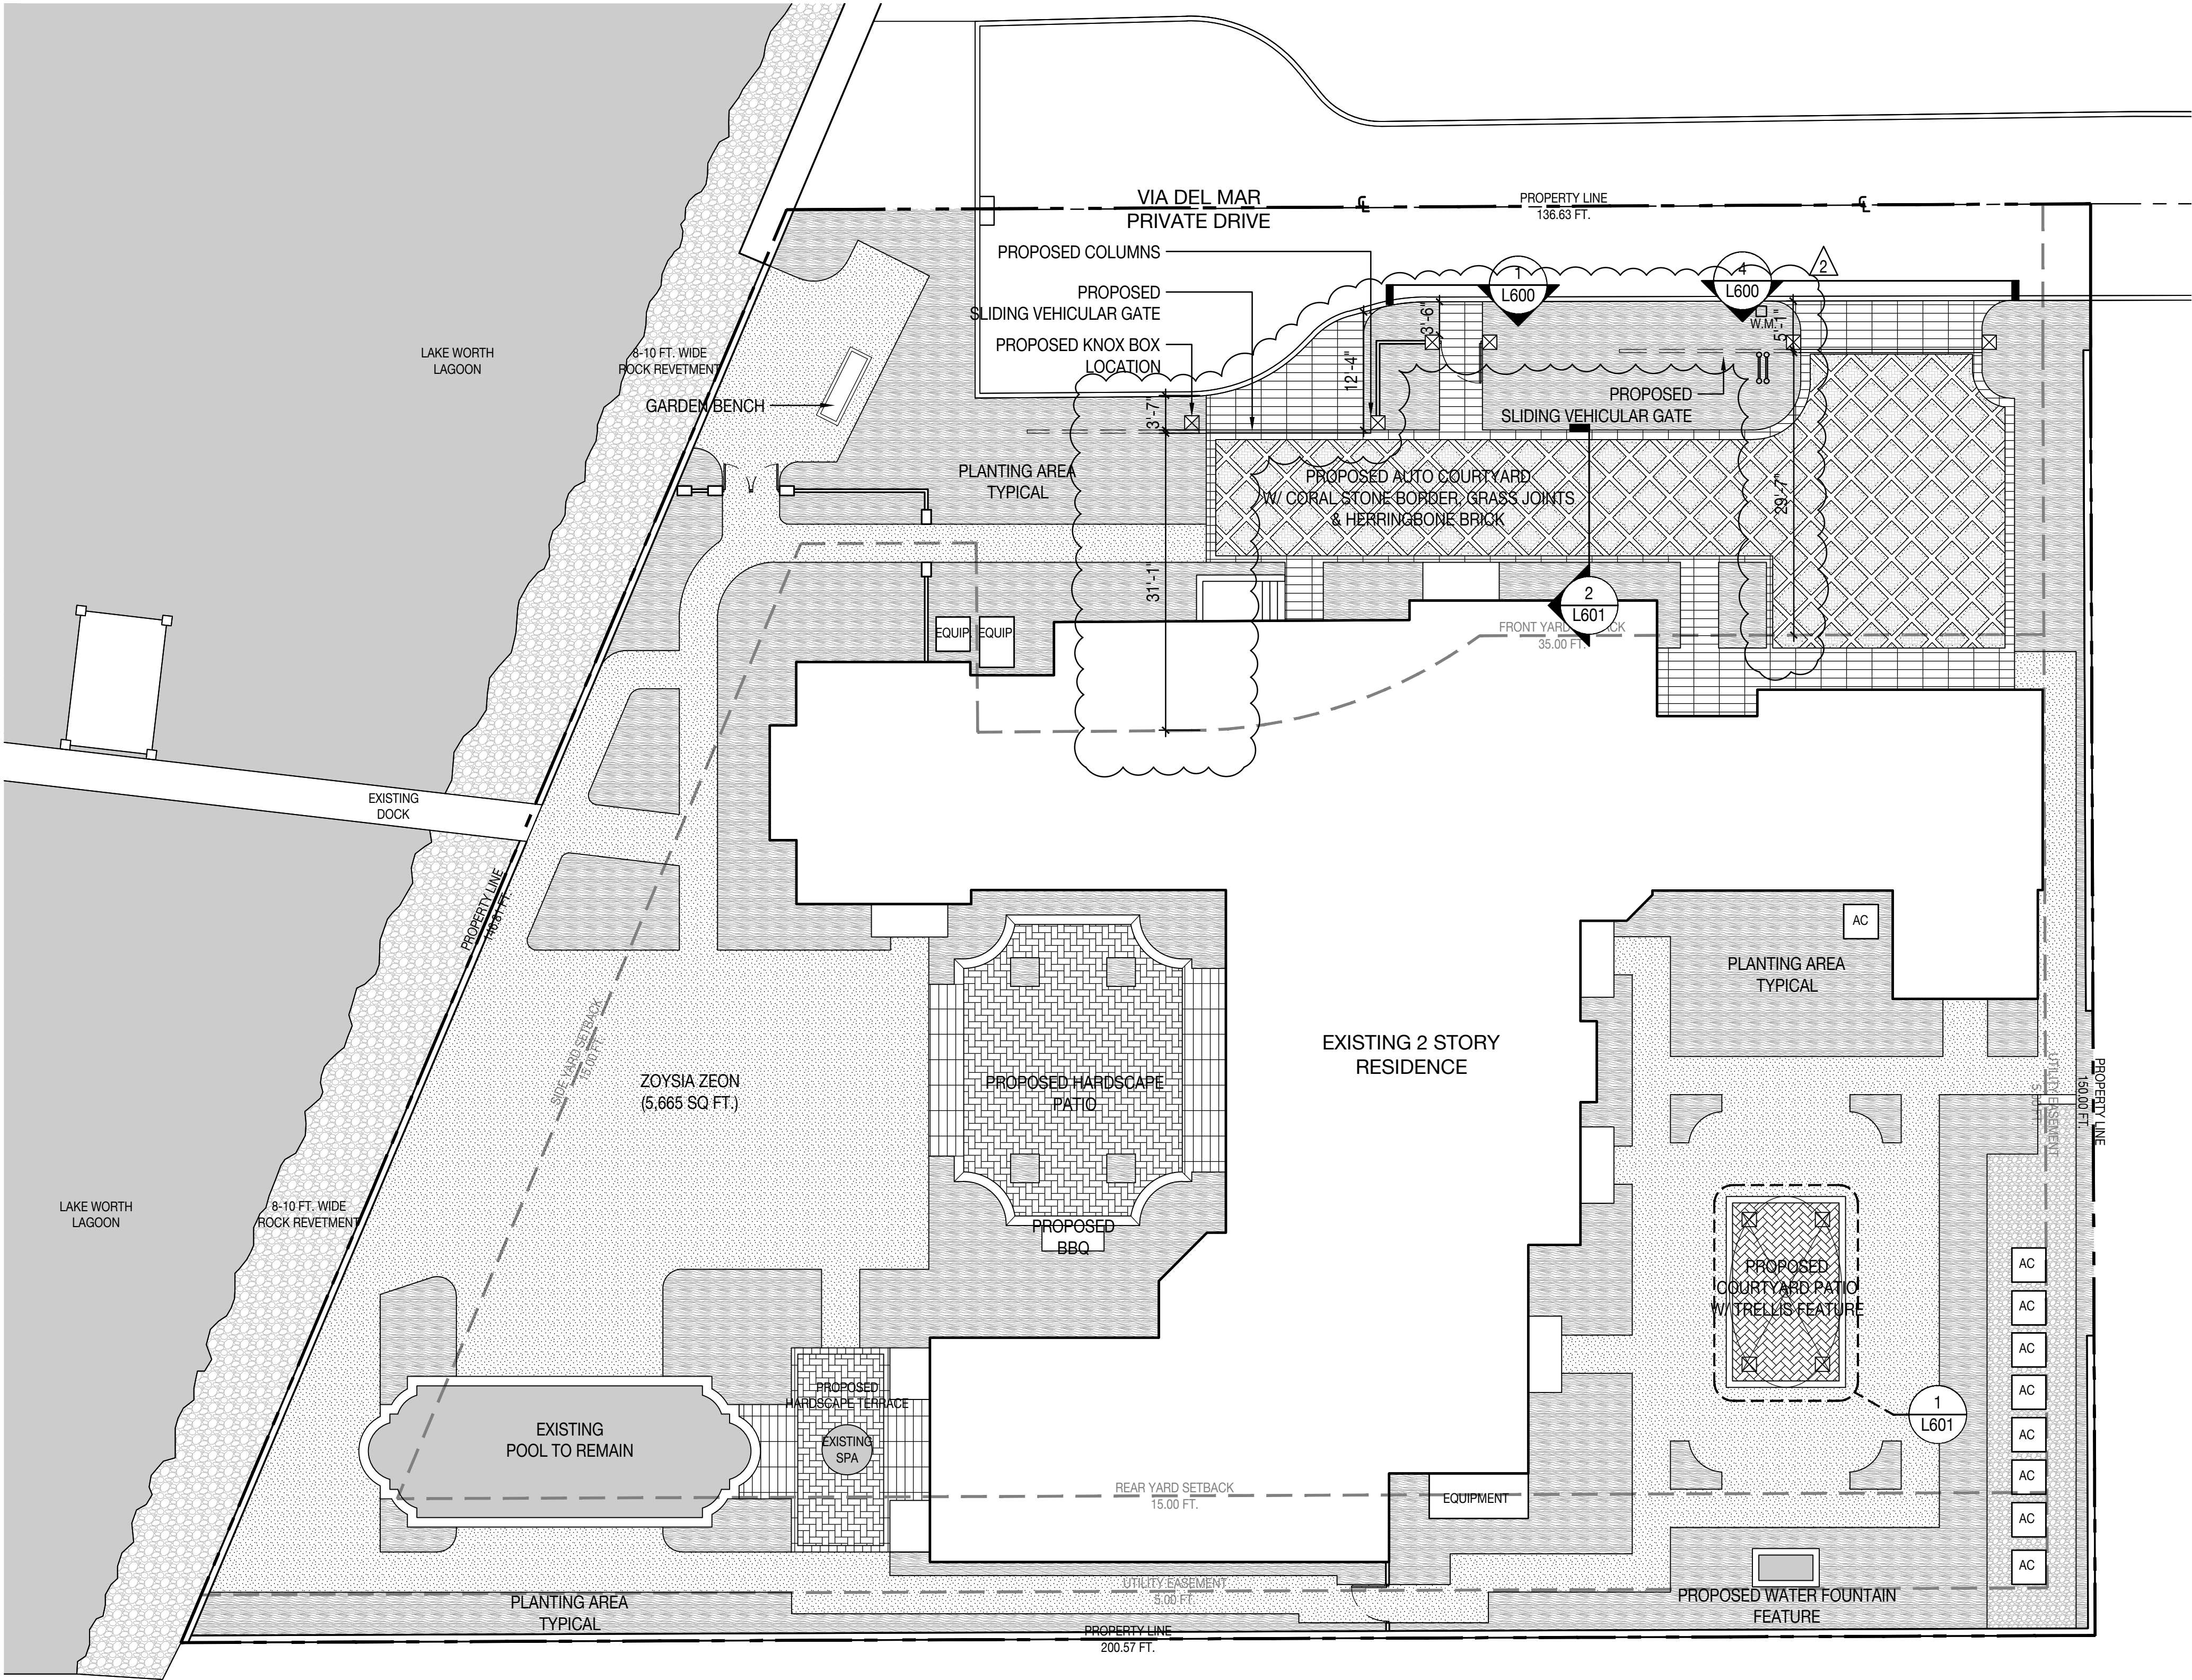 VIA DEL MAR
PRIVATE DRIVE
PROPERTY LINE
136.63 FT.
PROPOSED COLUMNS
PROPOSED
SLIDING VEHICULAR GATE
PROPOSED KNOX BOX
LOCATION
1
L600
4
L600
2
W.M.
3'-6"
5'-1"
12'-4"
3'-7"
LAKE WORTH
LAGOON
8-10 FT. WIDE
ROCK REVETMENT
GARDEN BENCH
PROPOSED
SLIDING VEHICULAR GATE
PLANTING AREA
TYPICAL
PROPOSED AUTO COURTYARD
W/ CORAL STONE BORDER, GRASS JOINTS
& HERRINGBONE BRICK
29'-7"
31'-1"
EQUIP.
EQUIP.
2
L601
FRONT YARD
35.00 FT.
EXISTING
DOCK
PROPERTY LINE
AC
PLANTING AREA
TYPICAL
SIDE YARD SETBACK
15.00 FT.
ZOYSIA ZEON
(5,665 SQ FT.)
PROPOSED HARDSCAPE
PATIO
EXISTING 2 STORY
RESIDENCE
UTILITY EASEMENT
PROPERTY LINE
150.00 FT.
LAKE WORTH
LAGOON
8-10 FT. WIDE
ROCK REVETMENT
PROPOSED
BBQ
PROPOSED
COURTYARD PATIO
W/ TRELLIS FEATURE
AC
AC
AC
AC
AC
AC
AC
AC
1
L601
PROPOSED
HARDSCAPE TERRACE
EXISTING
POOL TO REMAIN
EXISTING
SPA
REAR YARD SETBACK
15.00 FT.
EQUIPMENT
UTILITY EASEMENT
5.00 FT.
PLANTING AREA
TYPICAL
PROPOSED WATER FOUNTAIN
FEATURE
PROPERTY LINE
200.57 FT.